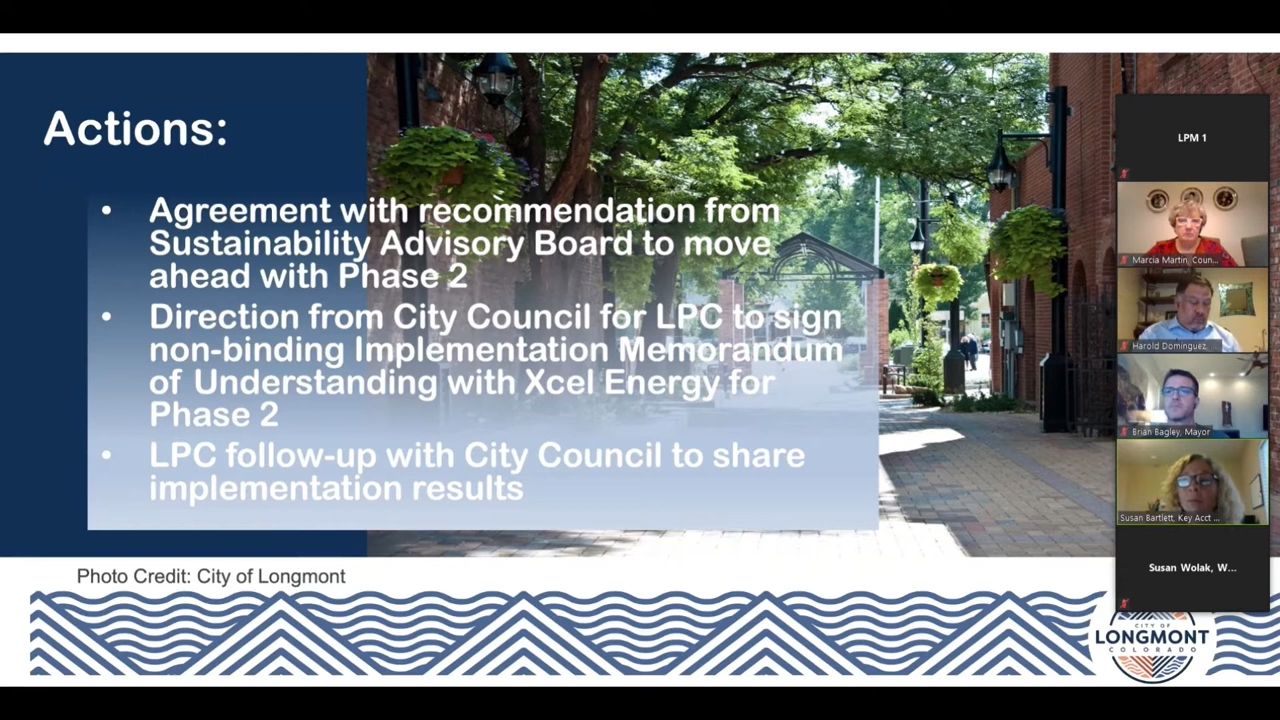 Actions:
• Agreement with recommendation from
Sustainability Advisory Board to move
ahead with Phase 2
• Direction from City Council for LPC to sign
non-binding Implementation Memorandum
of Understanding with Xcel Energy for
Phase 2
• LPC follow-up with City Council to share
implementation results
Photo Credit: City of Longmont
LPM 1
Marcia Martin, Coun...
Harold Dominguez, ...
Brian Bagley, Mayor
Susan Bartlett, Key Acct ...
Susan Wolak, W...
CITY OF
LONGMONT
COLORADO